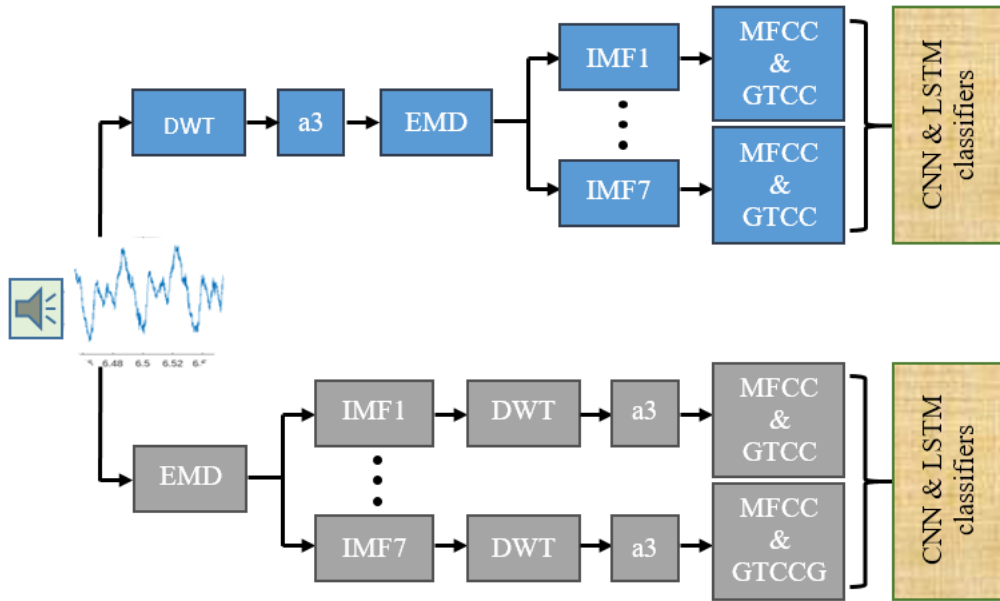 DWT
a3
EMD
IMF1
MFCC
&
GTCC
IMF7
MFCC
&
GTCC
CNN & LSTM
classifiers
6.48 6.5 6.52
EMD
IMF1
DWT
a3
MFCC
&
GTCC
IMF7
DWT
a3
MFCC
&
GTCCG
CNN & LSTM
classifiers